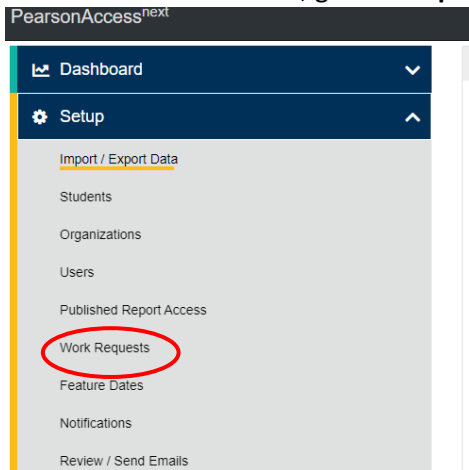 PearsonAccessnext
Dashboard
Setup
Import / Export Data
Students
Organizations
Users
Published Report Access
Work Requests
Feature Dates
Notifications
Review / Send Emails